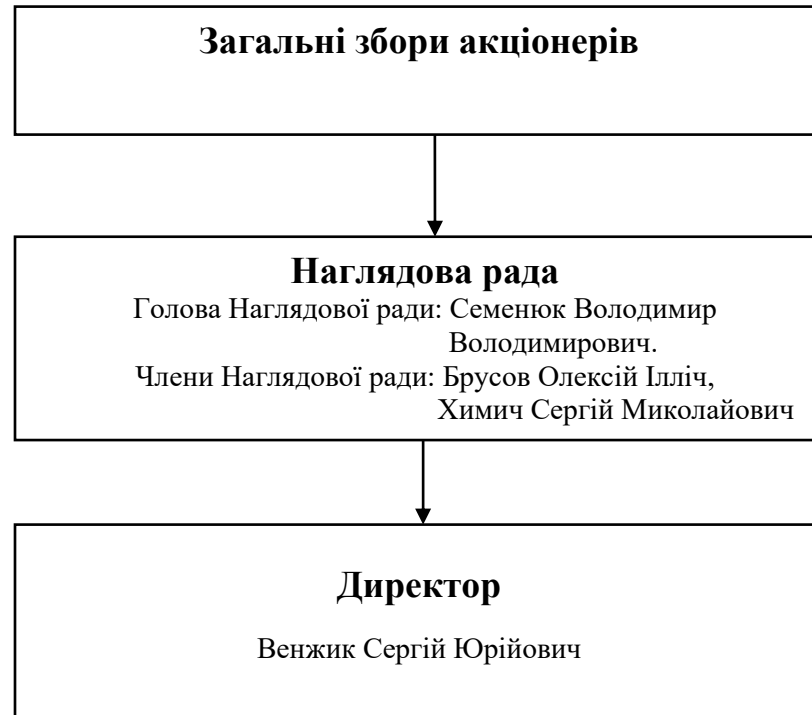 Загальні збори акціонерів
Наглядова рада
Голова Наглядової ради: Семенюк Володимир
Володимирович.
Члени Наглядової ради: Брусов Олексій Ілліч,
Химич Сергій Миколайович
Директор
Венжик Сергій Юрійович